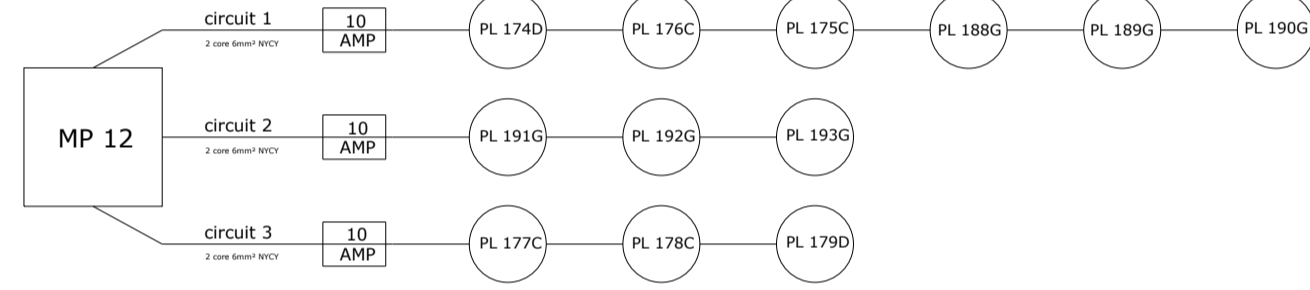 circuit 1
2 core 6mm² NYCY
10
AMP
PL 174D
PL 176C
PL 175C
PL 188G
PL 189G
PL 190G
MP 12
circuit 2
2 core 6mm² NYCY
10
AMP
PL 191G
PL 192G
PL 193G
circuit 3
2 core 6mm² NYCY
10
AMP
PL 177C
PL 178C
PL 179D